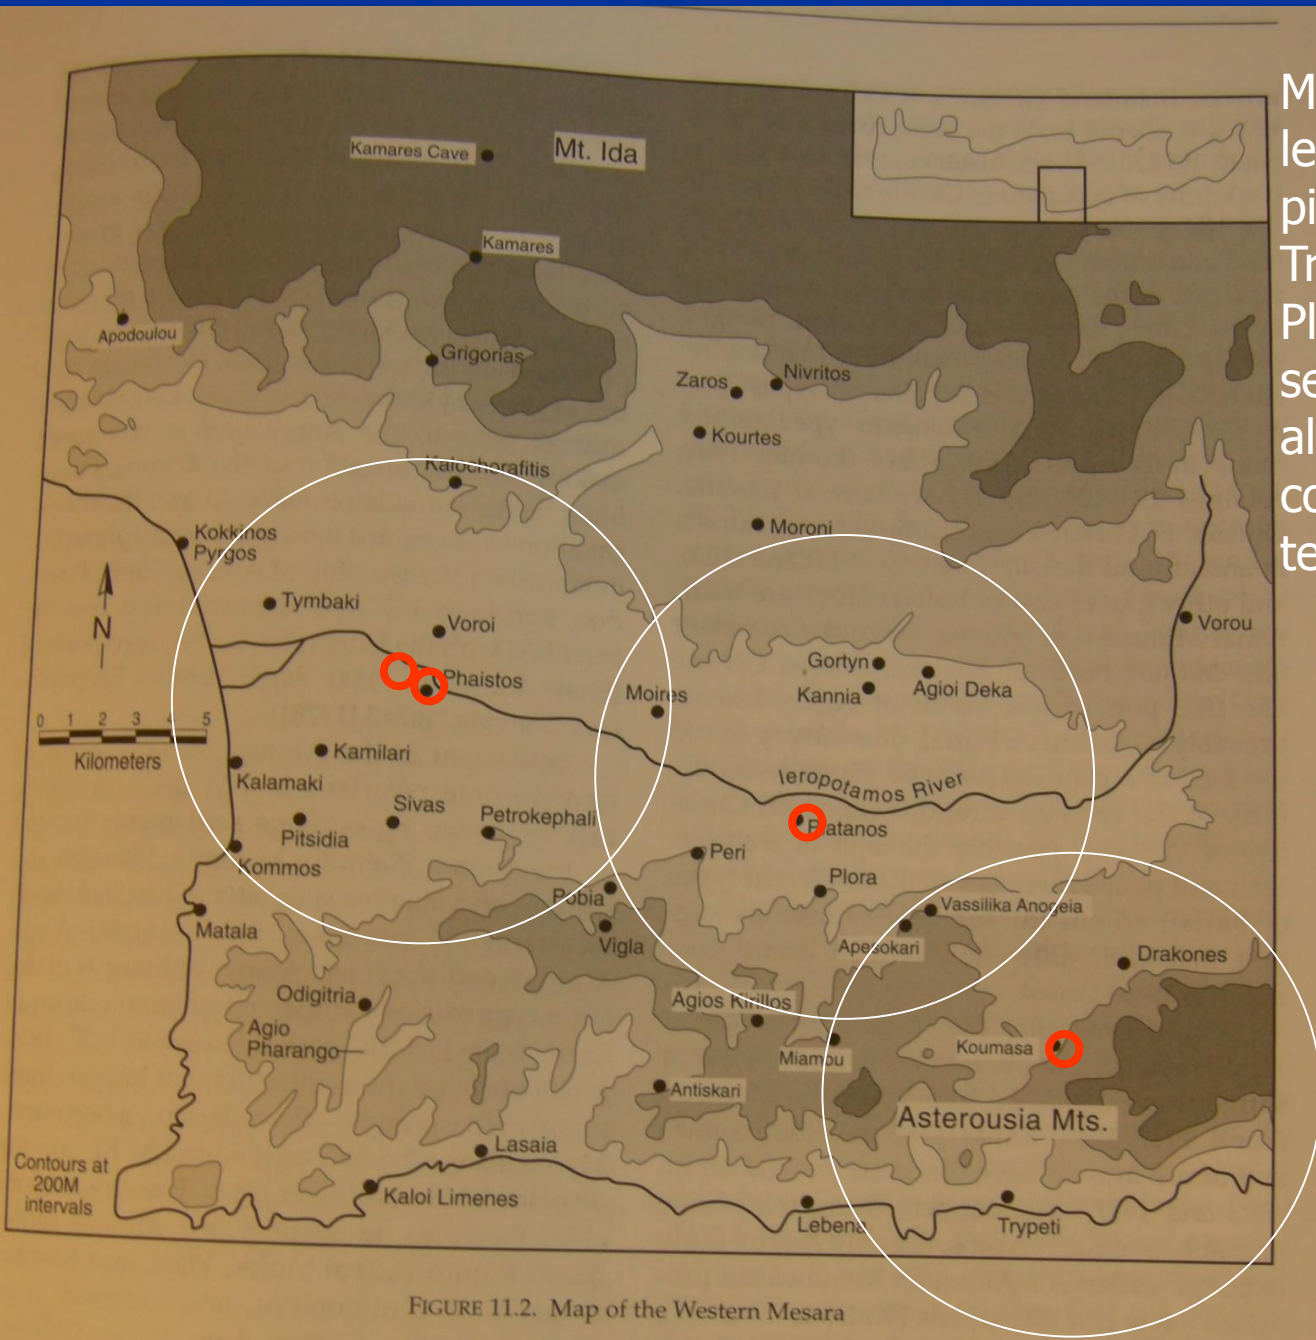 Kamares Cave
Mt. Ida
Kamares
Apodoulou
Grigorias
Zaros
Nivritos
Kourtes
Kalochorafitis
Moroni
Kokkinos
Pyrgos
N
Tymbaki
Voroi
Vorou
Phaistos
Gortyn
Kannia
Agioi Deka
Moires
0 1 2 3 4 5
Kilometers
Kamilari
Kalamaki
Ieropotamos River
Sivas
Petrokephali
Pitsidia
Platanos
Kommos
Peri
Plora
Pobia
Vassilika Anogeia
Matala
Vigla
Apesokari
Drakones
Odigitria
Agios Kirillos
Agio
Pharango
Miamou
Koumasa
Antiskari
Asterousia Mts.
Lasaia
Contours at
200M
intervals
Kaloi Limenes
Lebena
Trypeti
FIGURE 11.2. Map of the Western Mesara
M
le
pi
Tr
Pl
se
al
co
te